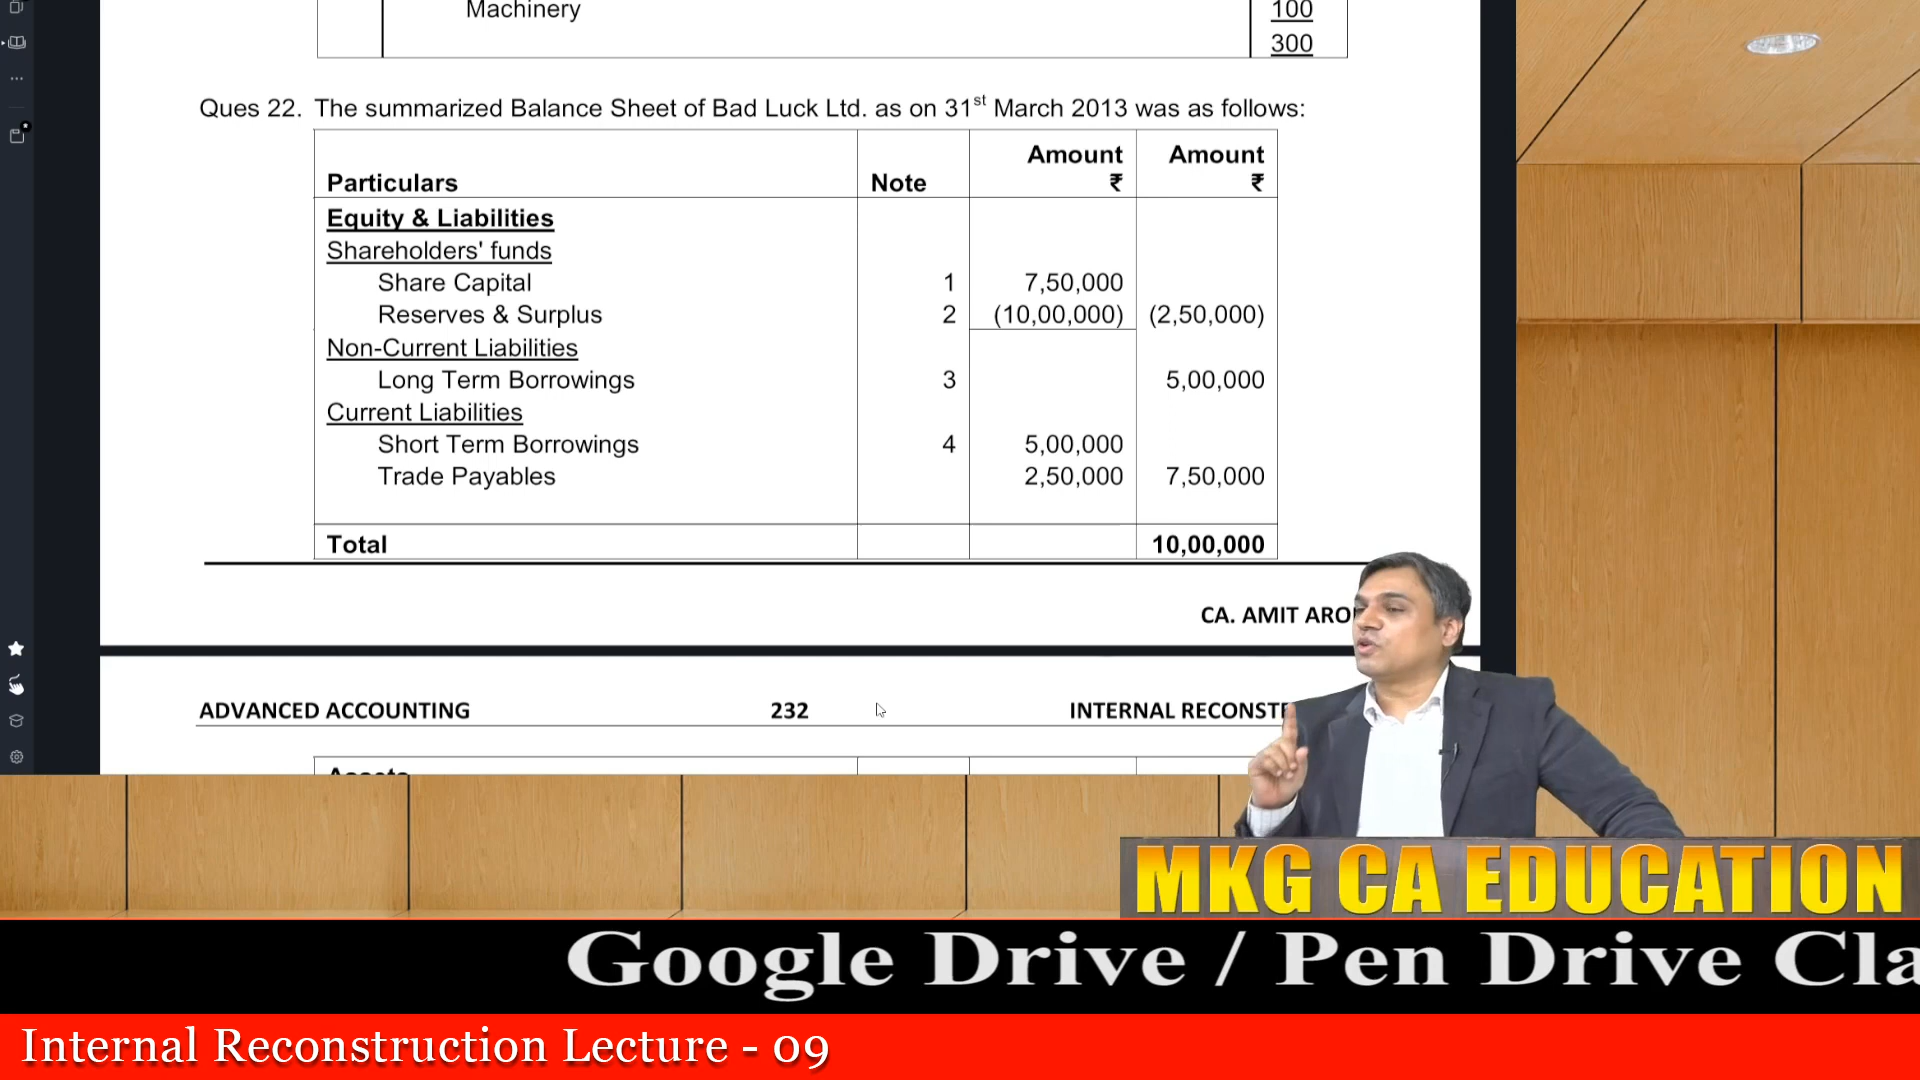 Machinery 100
300
Ques 22. The summarized Balance Sheet of Bad Luck Ltd. as on 31st March 2013 was as follows:
Particulars Note Amount ₹ Amount ₹
Equity & Liabilities
Shareholders' funds
Share Capital 1 7,50,000
Reserves & Surplus 2 (10,00,000) (2,50,000)
Non-Current Liabilities
Long Term Borrowings 3 5,00,000
Current Liabilities
Short Term Borrowings 4 5,00,000
Trade Payables 2,50,000 7,50,000
Total 10,00,000
CA. AMIT ARO
ADVANCED ACCOUNTING 232 INTERNAL RECONSTR
Assets
MKG CA EDUCATION
Google Drive / Pen Drive Cla
Internal Reconstruction Lecture - 09